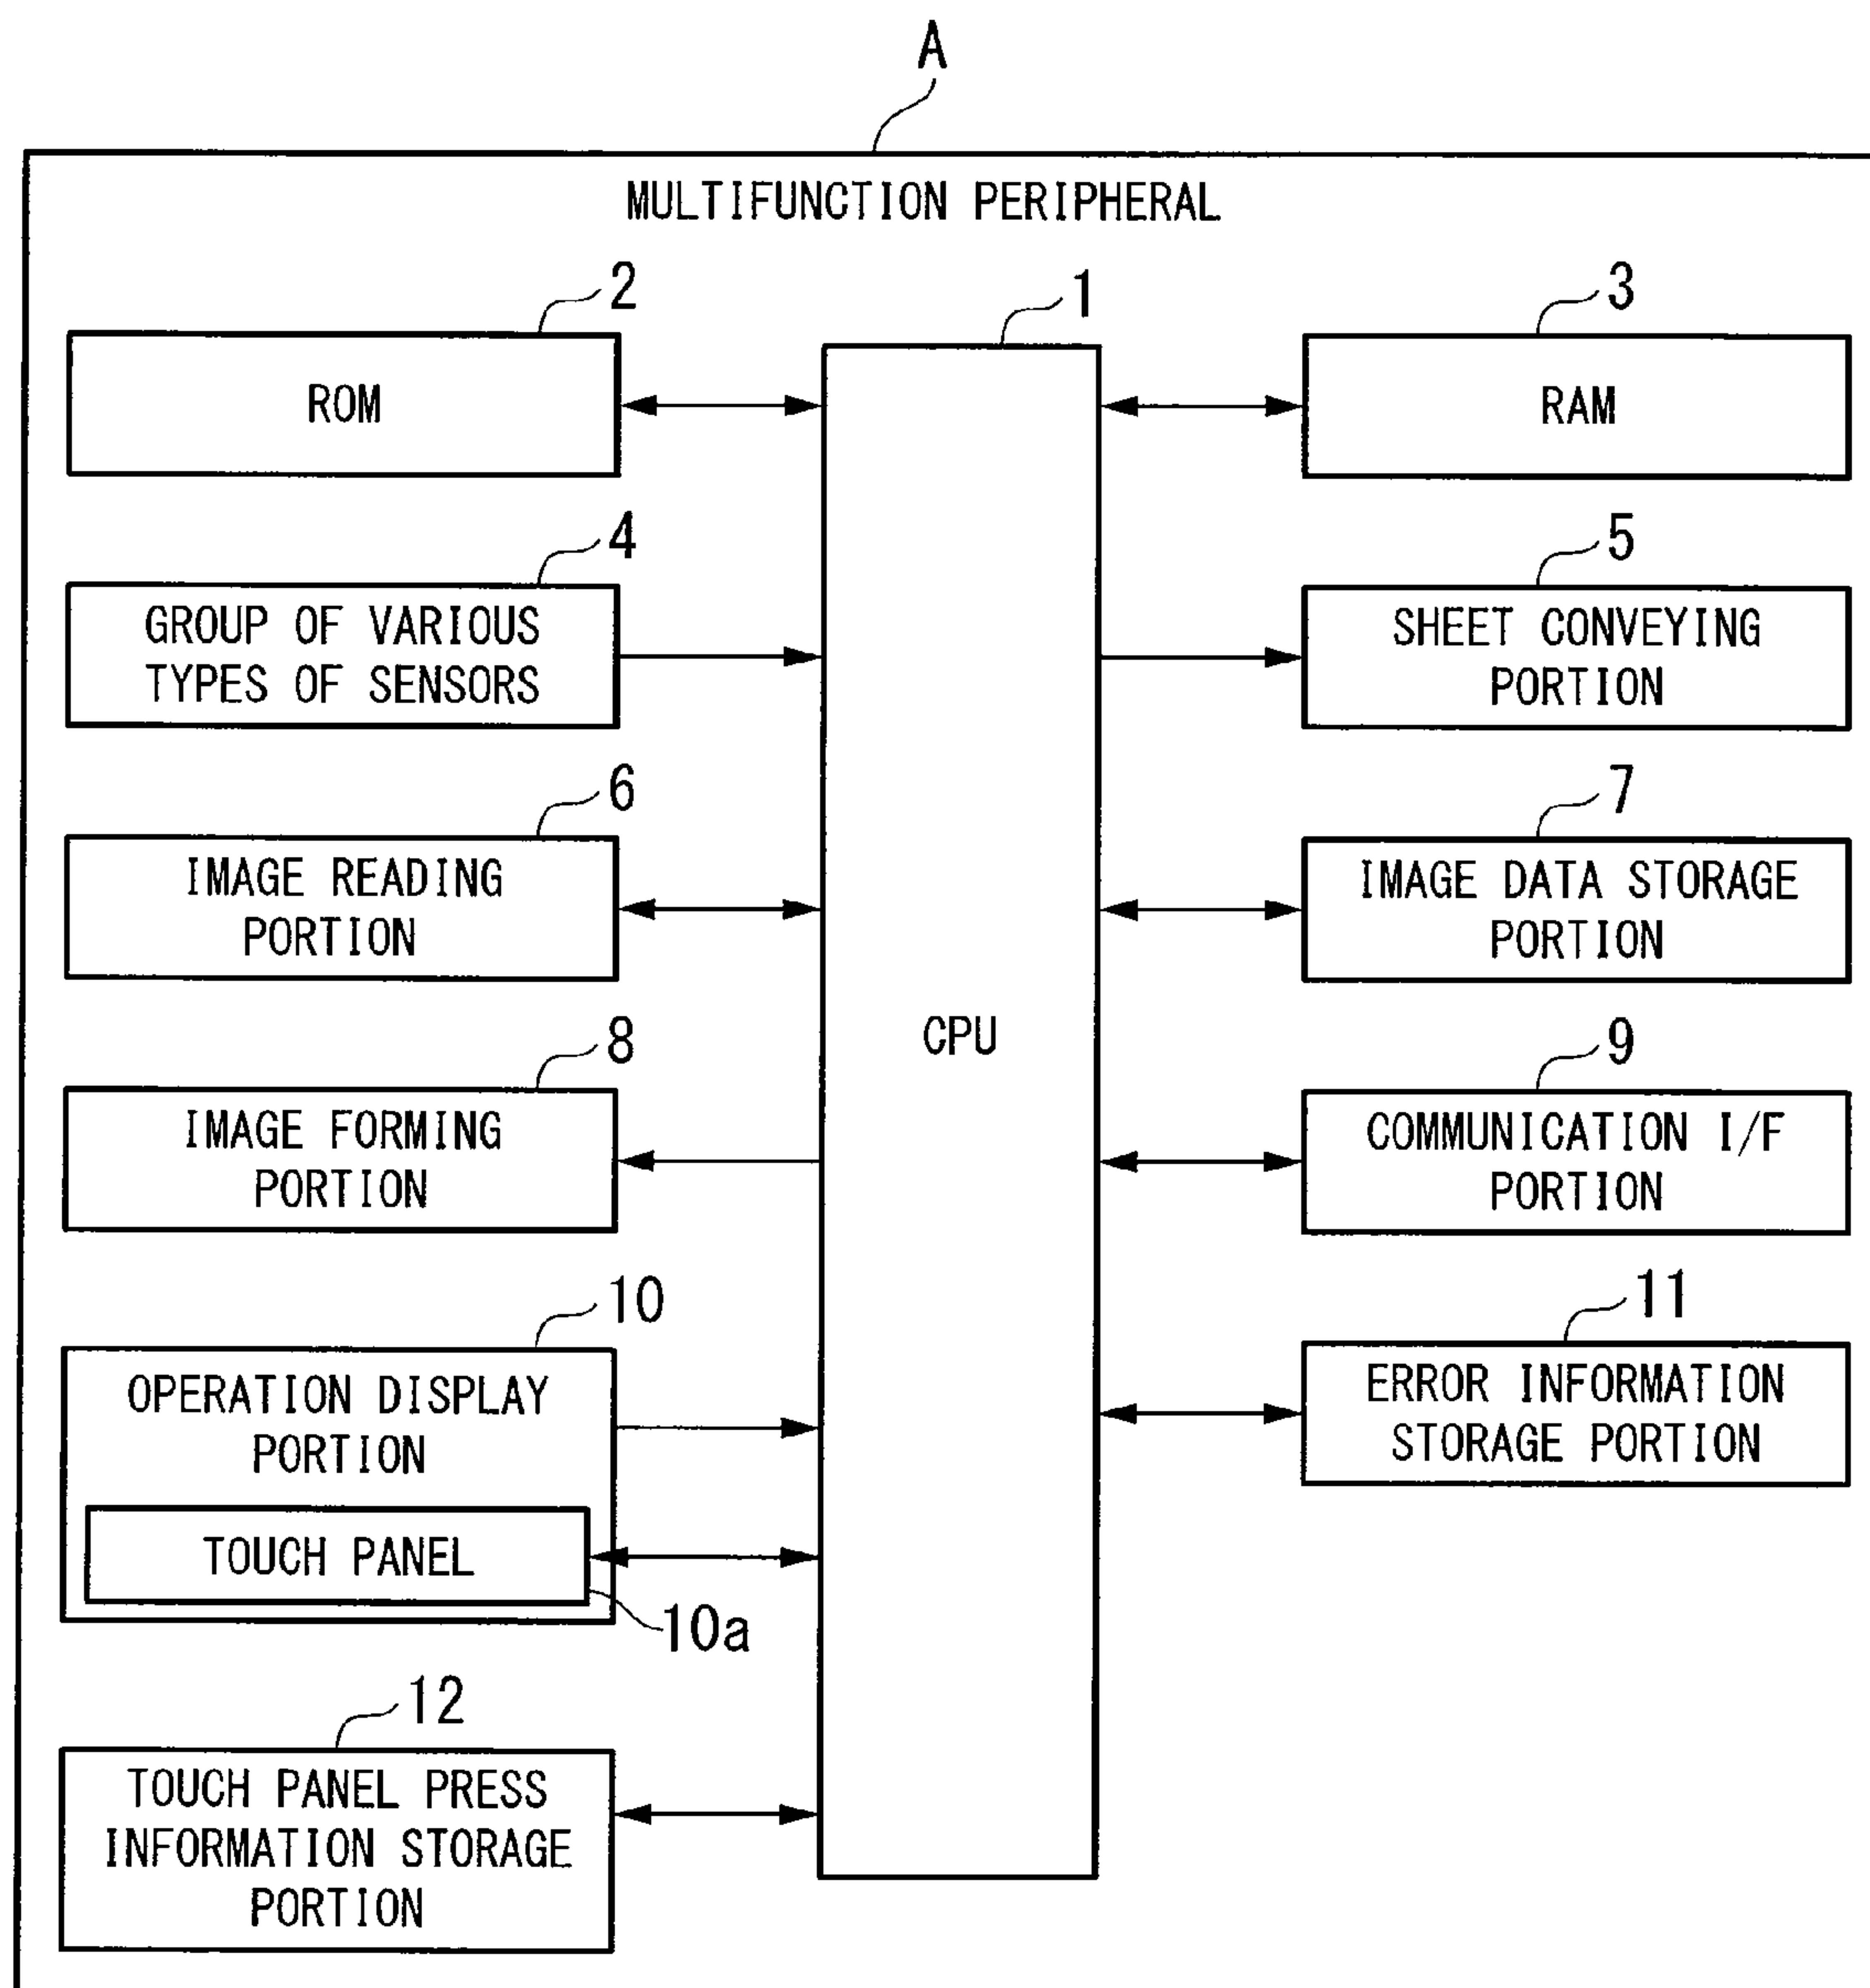 A
MULTIFUNCTION PERIPHERAL
2
1
3
ROM
RAM
4
5
GROUP OF VARIOUS
TYPES OF SENSORS
SHEET CONVEYING
PORTION
6
7
IMAGE READING
PORTION
IMAGE DATA STORAGE
PORTION
CPU
8
9
IMAGE FORMING
PORTION
COMMUNICATION I/F
PORTION
10
11
OPERATION DISPLAY
PORTION
ERROR INFORMATION
STORAGE PORTION
TOUCH PANEL
10a
12
TOUCH PANEL PRESS
INFORMATION STORAGE
PORTION